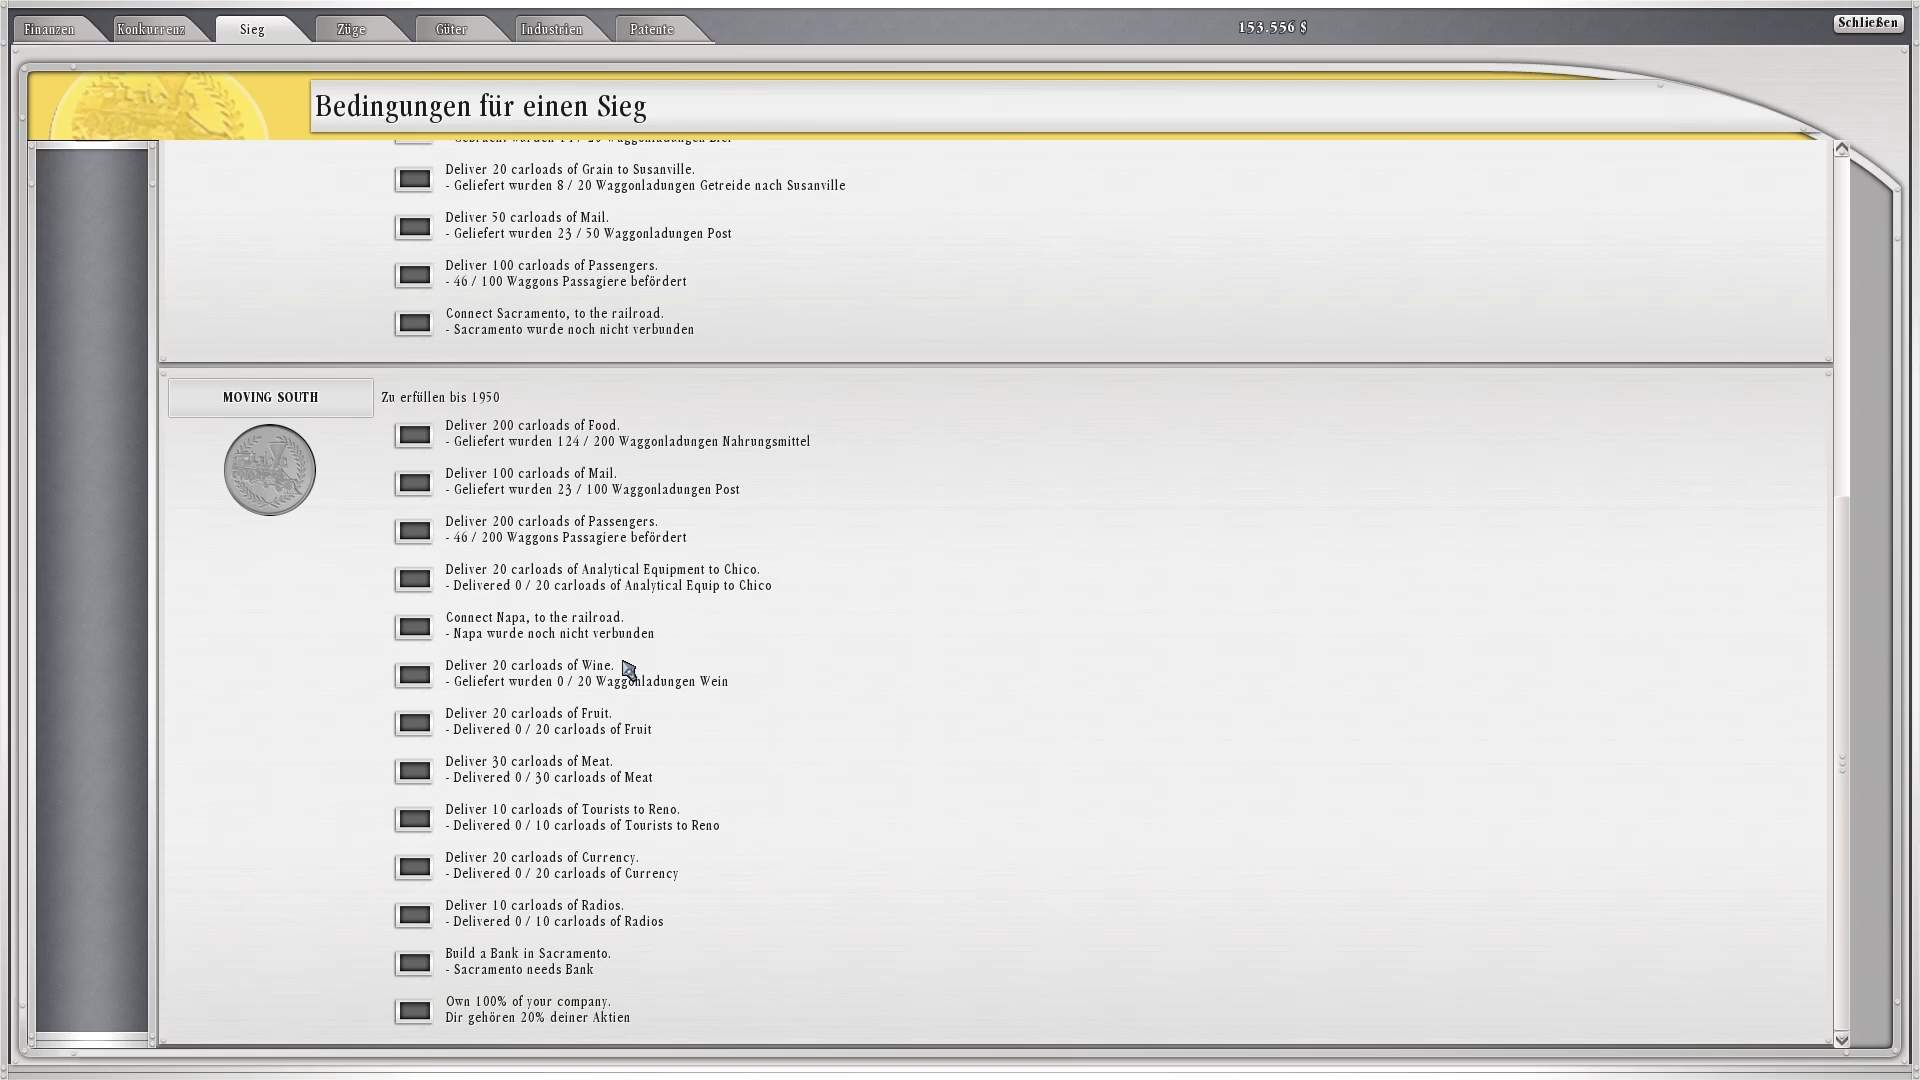 Finanzen
Konkurrenz
Sieg
Züge
Güter
Industrien
Patente
153.556 $
Schließen
Bedingungen für einen Sieg
Deliver 20 carloads of Grain to Susanville.
- Geliefert wurden 8 / 20 Waggonladungen Getreide nach Susanville
Deliver 50 carloads of Mail.
- Geliefert wurden 23 / 50 Waggonladungen Post
Deliver 100 carloads of Passengers.
- 46 / 100 Waggons Passagiere befördert
Connect Sacramento, to the railroad.
- Sacramento wurde noch nicht verbunden
MOVING SOUTH
Zu erfüllen bis 1950
Deliver 200 carloads of Food.
- Geliefert wurden 124 / 200 Waggonladungen Nahrungsmittel
Deliver 100 carloads of Mail.
- Geliefert wurden 23 / 100 Waggonladungen Post
Deliver 200 carloads of Passengers.
- 46 / 200 Waggons Passagiere befördert
Deliver 20 carloads of Analytical Equipment to Chico.
- Delivered 0 / 20 carloads of Analytical Equip to Chico
Connect Napa, to the railroad.
- Napa wurde noch nicht verbunden
Deliver 20 carloads of Wine.
- Geliefert wurden 0 / 20 Waggonladungen Wein
Deliver 20 carloads of Fruit.
- Delivered 0 / 20 carloads of Fruit
Deliver 30 carloads of Meat.
- Delivered 0 / 30 carloads of Meat
Deliver 10 carloads of Tourists to Reno.
- Delivered 0 / 10 carloads of Tourists to Reno
Deliver 20 carloads of Currency.
- Delivered 0 / 20 carloads of Currency
Deliver 10 carloads of Radios.
- Delivered 0 / 10 carloads of Radios
Build a Bank in Sacramento.
- Sacramento needs Bank
Own 100% of your company.
Dir gehören 20% deiner Aktien